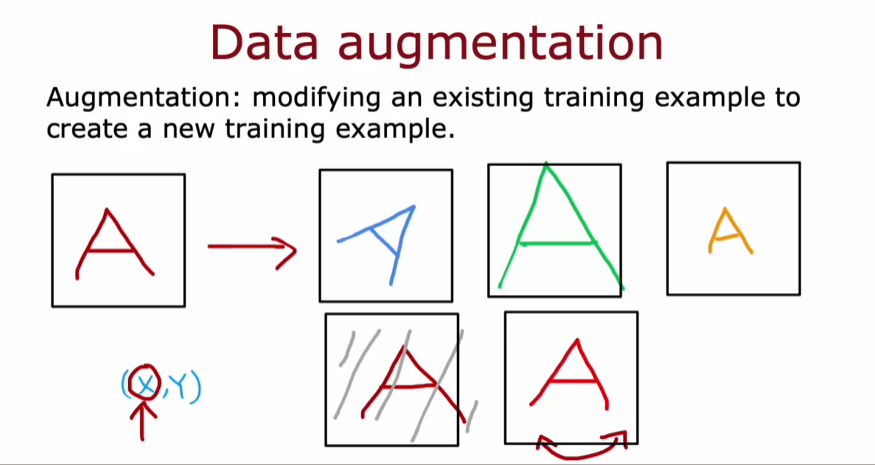 Data augmentation
Augmentation: modifying an existing training example to
create a new training example.
A A A A
(X,Y) A A